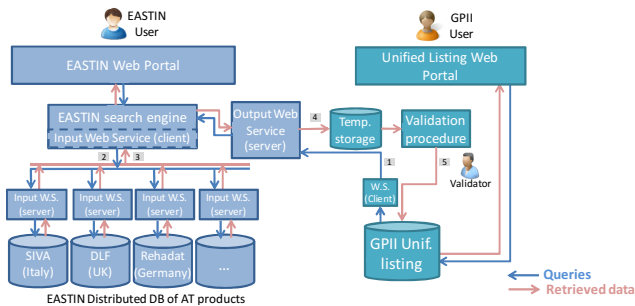 EASTIN
User
GPII
User
EASTIN Web Portal
Unified Listing Web
Portal
EASTIN search engine
Input Web Service (client)
Output Web
Service
(server)
4
Temp.
storage
Validation
procedure
2
3
1
5
Validator
W.S.
(Client)
Input W.S.
(server)
Input W.S.
(server)
Input W.S.
(server)
Input W.S.
(server)
SIVA
(Italy)
DLF
(UK)
Rehadat
(Germany)
...
GPII Unif.
listing
Queries
Retrieved data
EASTIN Distributed DB of AT products